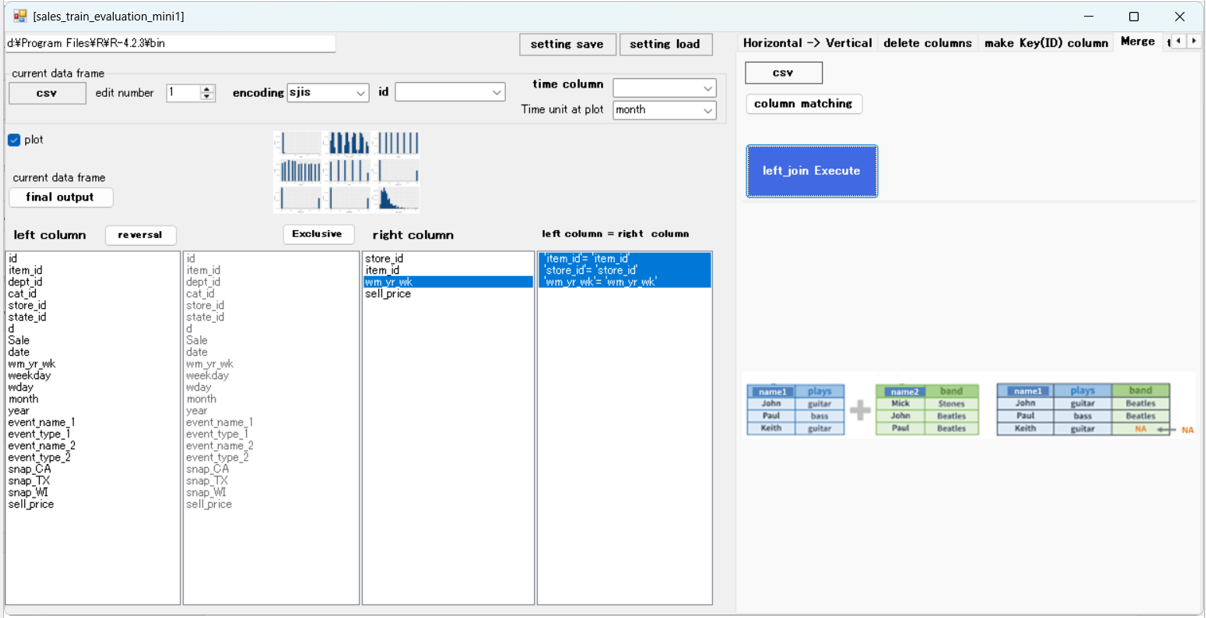 [sales_train_evaluation_mini1]
d:¥Program Files¥R¥R-4.2.3¥bin
setting save
setting load
Horizontal -> Vertical
delete columns
make Key(ID) column
Merge
current data frame
csv
edit number
1
encoding
sjis
id
time column
Time unit at plot
month
csv
column matching
plot
left_join Execute
current data frame
final output
left column
reversal
Exclusive
right column
left column = right column
id
item_id
dept_id
cat_id
store_id
state_id
d
Sale
date
wm_yr_wk
weekday
wday
month
year
event_name_1
event_type_1
event_name_2
event_type_2
snap_CA
snap_TX
snap_WI
sell_price
id
item_id
dept_id
cat_id
store_id
state_id
d
Sale
date
wm_yr_wk
weekday
wday
month
year
event_name_1
event_type_1
event_name_2
event_type_2
snap_CA
snap_TX
snap_WI
sell_price
store_id
item_id
wm_yr_wk
sell_price
'item_id'= 'item_id'
'store_id'= 'store_id'
'wm_yr_wk'= 'wm_yr_wk'
name1 plays
John guitar
Paul bass
Keith guitar
name2 band
Mick Stones
John Beatles
Paul Beatles
name1 plays band
John guitar Beatles
Paul bass Beatles
Keith guitar NA
NA